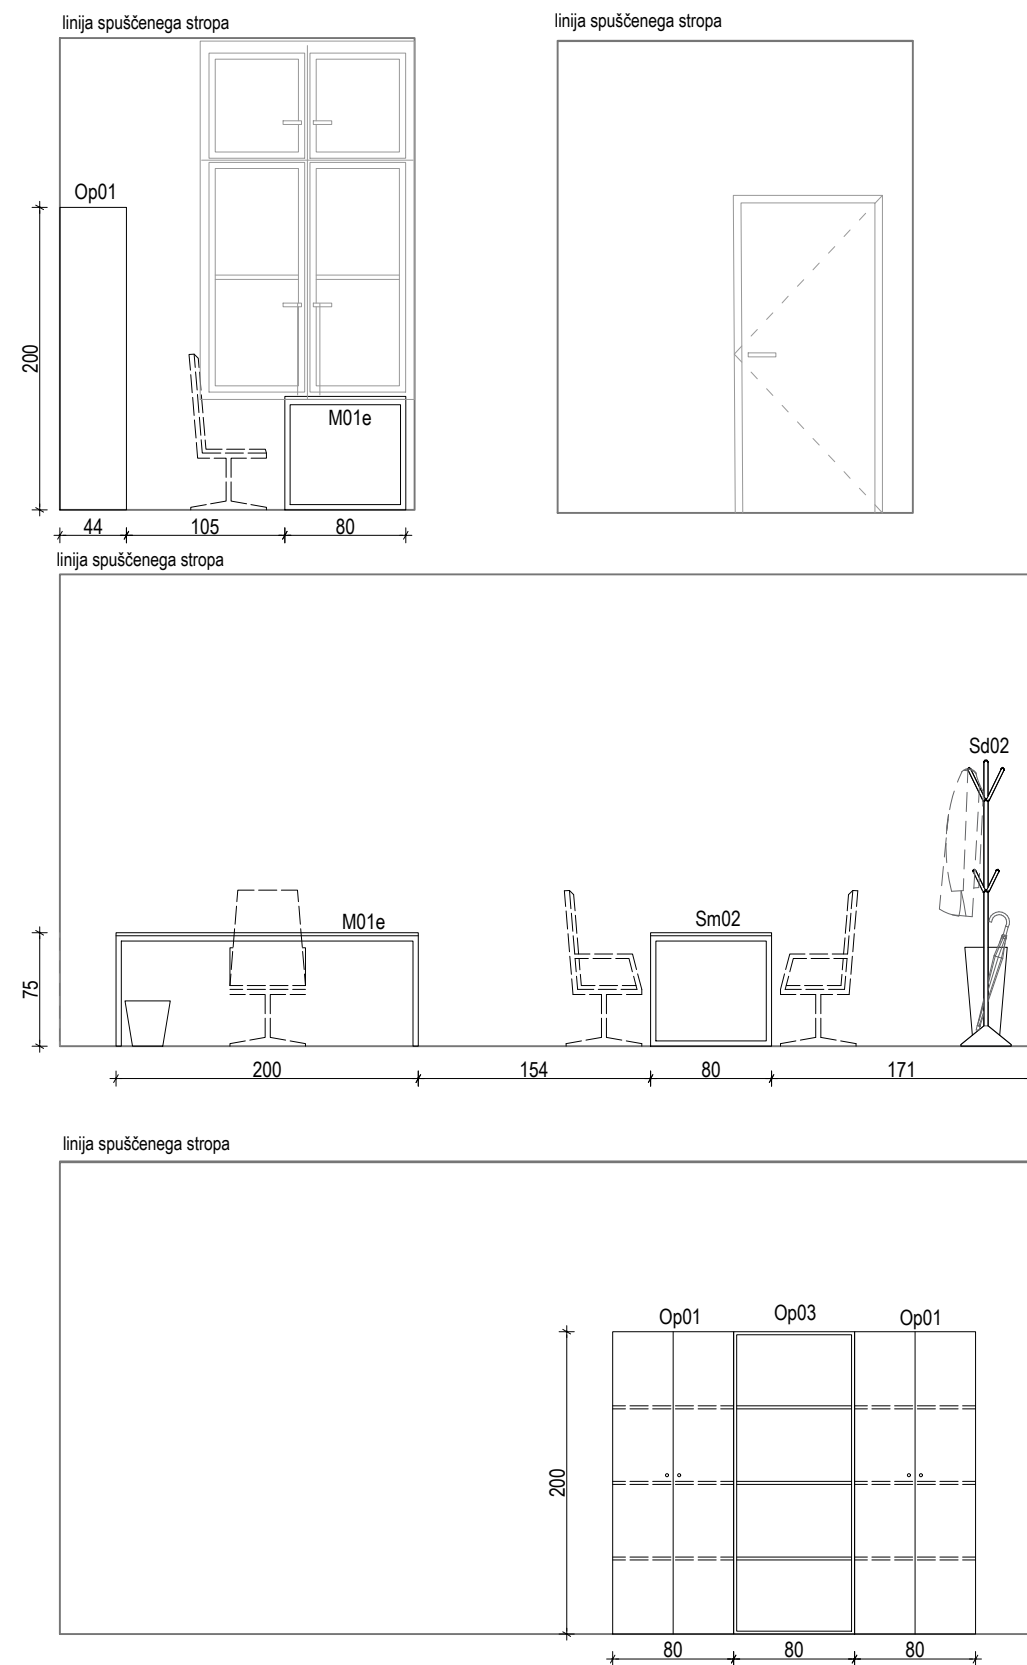 linija spuščenega stropa
linija spuščenega stropa
Op01
200
M01e
44
105
80
linija spuščenega stropa
Sd02
M01e
Sm02
75
200
154
80
171
linija spuščenega stropa
Op01
Op03
Op01
200
80
80
80